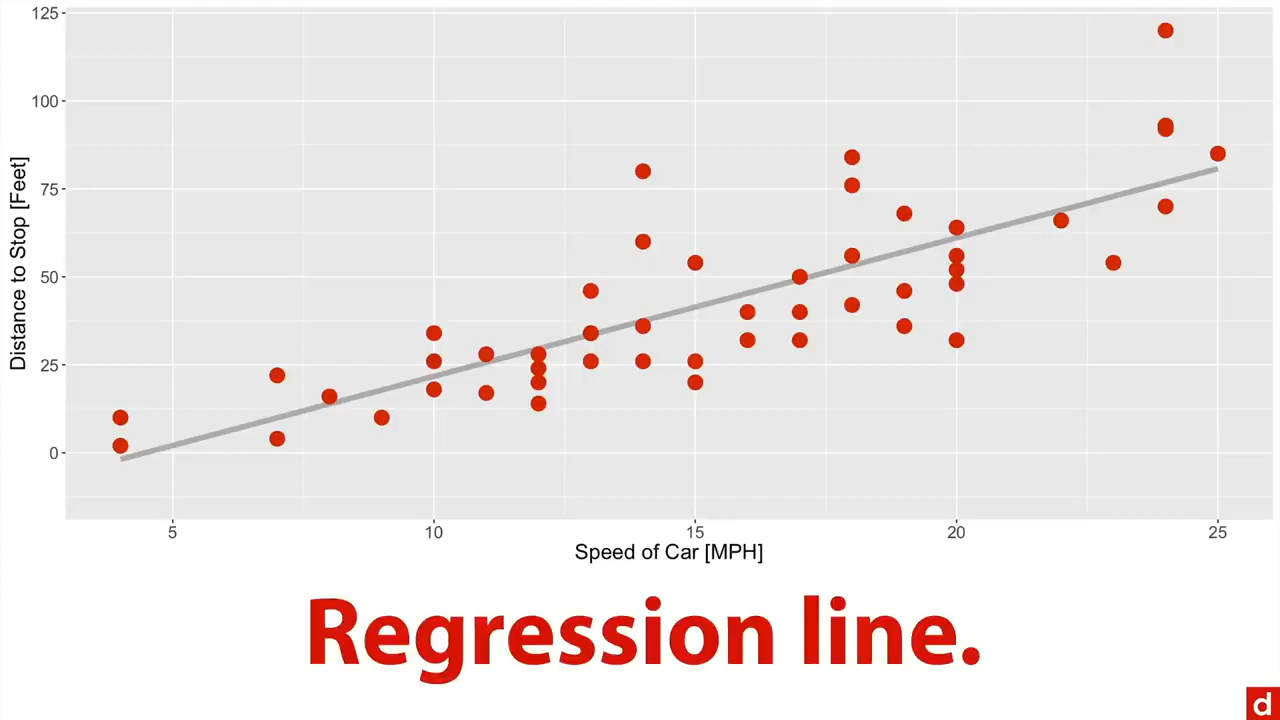 125
100
75
50
25
0
Distance to Stop [Feet]
5 10 15 20 25
Speed of Car [MPH]
Regression line.
d